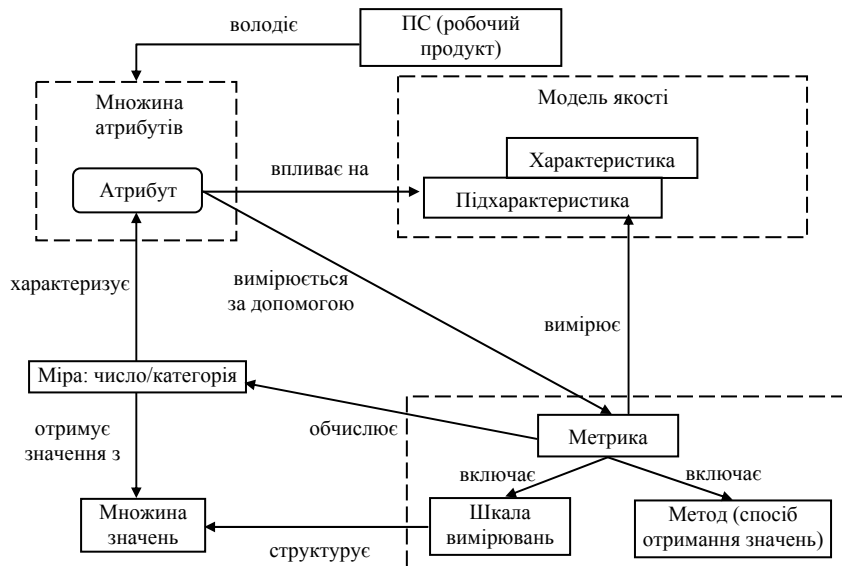 володіє
ПС (робочий
продукт)
Множина
атрибутів
Модель якості
Характеристика
Атрибут
впливає на
Підхарактеристика
характеризує
вимірюється
за допомогою
вимірює
Міра: число/категорія
отримує
значення з
обчислює
Метрика
включає
включає
Множина
значень
структурує
Шкала
вимірювань
Метод (спосіб
отримання значень)